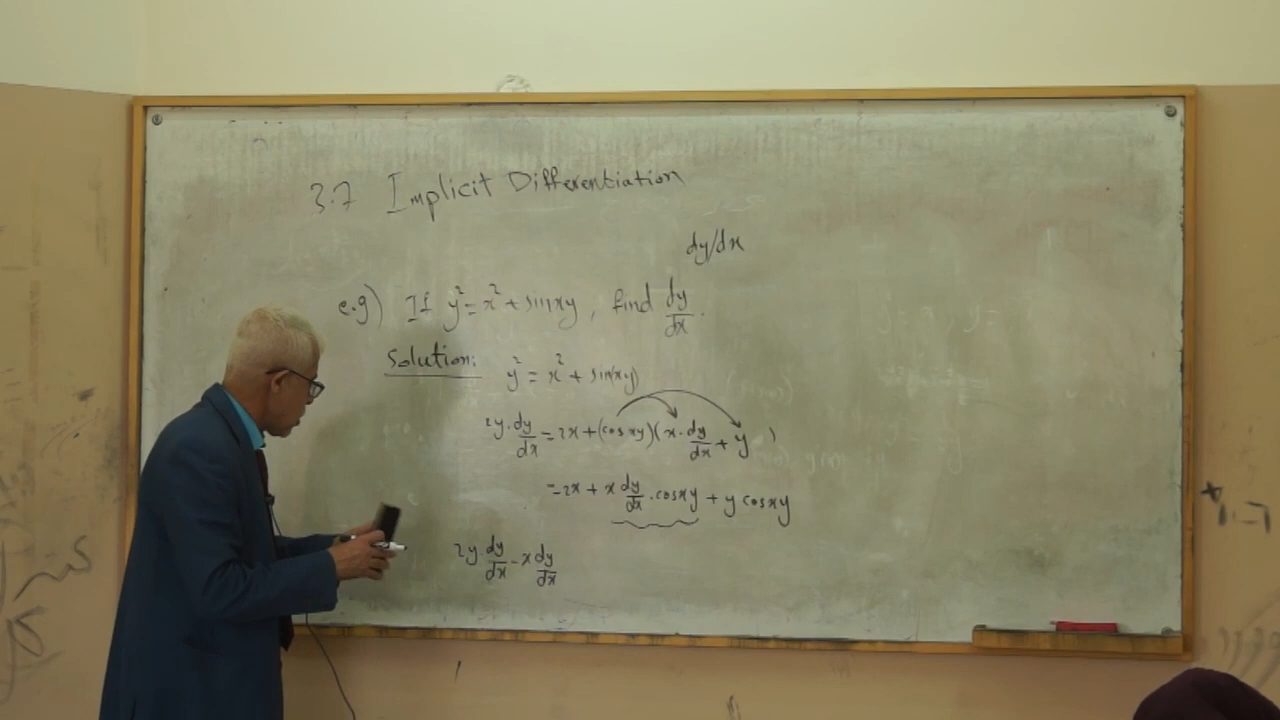 3.7 Implicit Differentiation
dy/dx
e.g) If y² = x² + sin xy, find dy/dx.
Solution: y² = x² + sin(xy)
2y·dy/dx = 2x + (cos xy)(x·dy/dx + y )
= 2x + x dy/dx · cos xy + y cos xy
2y·dy/dx - x dy/dx